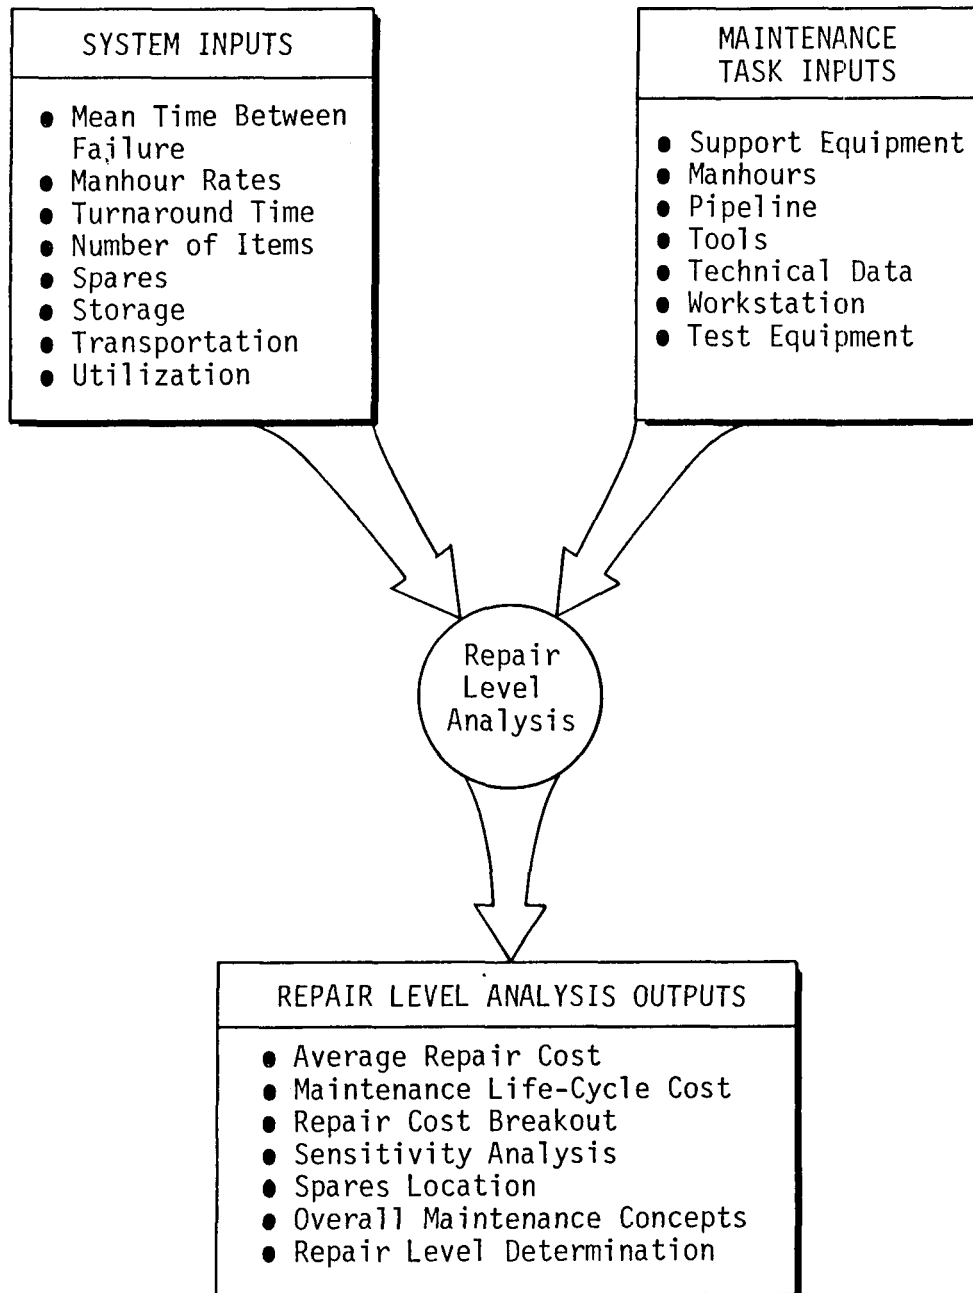 SYSTEM INPUTS
● Mean Time Between
Failure
● Manhour Rates
● Turnaround Time
● Number of Items
● Spares
● Storage
● Transportation
● Utilization
MAINTENANCE
TASK INPUTS
● Support Equipment
● Manhours
● Pipeline
● Tools
● Technical Data
● Workstation
● Test Equipment
Repair
Level
Analysis
REPAIR LEVEL ANALYSIS OUTPUTS
● Average Repair Cost
● Maintenance Life-Cycle Cost
● Repair Cost Breakout
● Sensitivity Analysis
● Spares Location
● Overall Maintenance Concepts
● Repair Level Determination